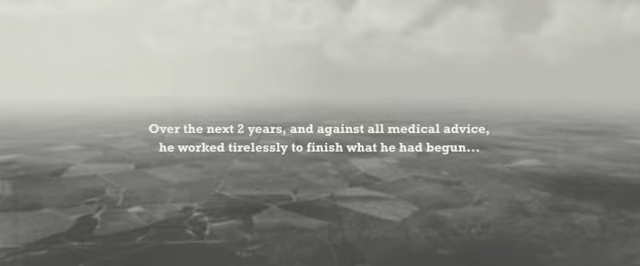 Over the next 2 years, and against all medical advice,
he worked tirelessly to finish what he had begun...